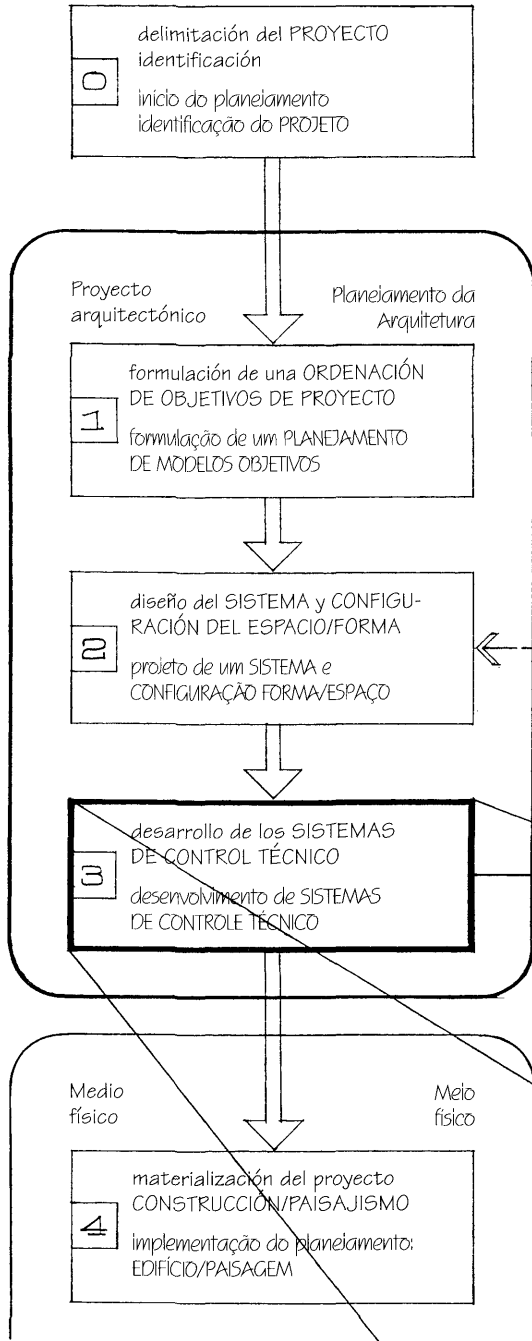 delimitación del PROYECTO
identificación
início do planejamento
identificação do PROJETO
0
Proyecto
arquitectónico
Planejamento da
Arquitetura
formulación de una ORDENACIÓN
DE OBJETIVOS DE PROYECTO
formulação de um PLANEJAMENTO
DE MODELOS OBJETIVOS
1
diseño del SISTEMA y CONFIGU-
RACIÓN DEL ESPACIO/FORMA
projeto de um SISTEMA e
CONFIGURAÇÃO FORMA/ESPAÇO
2
desarrollo de los SISTEMAS
DE CONTROL TÉCNICO
desenvolvimento de SISTEMAS
DE CONTROLE TÉCNICO
3
Medio
físico
Meio
físico
materialización del proyecto
CONSTRUCCIÓN/PAISAJISMO
implementação do planejamento:
EDIFÍCIO/PAISAGEM
4